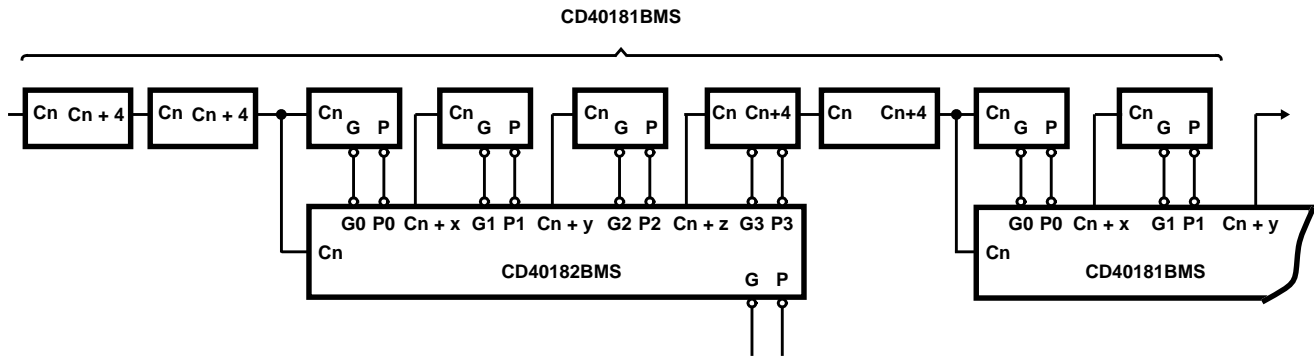 CD40181BMS
Cn Cn + 4 Cn Cn + 4 Cn G P Cn G P Cn G P Cn Cn+4 Cn Cn+4 Cn G P Cn G P
G0 P0 Cn + x G1 P1 Cn + y G2 P2 Cn + z G3 P3 G0 P0 Cn + x G1 P1 Cn + y
Cn Cn
CD40182BMS CD40181BMS
G P